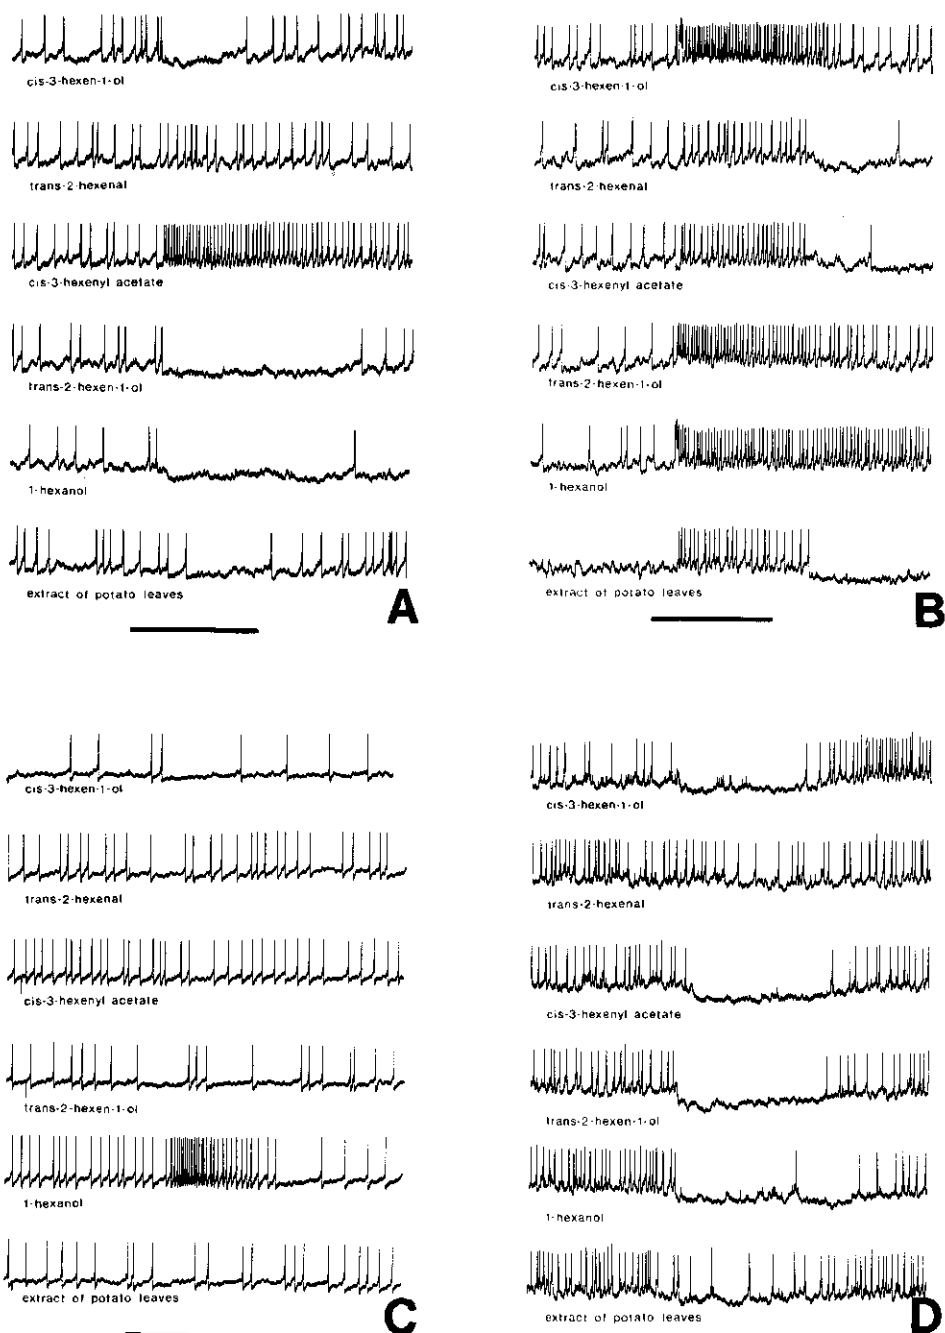 cis-3-hexen-1-ol
trans-2-hexenal
cis-3-hexenyl acetate
trans-2-hexen-1-ol
1-hexanol
extract of potato leaves
A
cis-3-hexen-1-ol
trans-2-hexenal
cis-3-hexenyl acetate
trans-2-hexen-1-ol
1-hexanol
extract of potato leaves
B
cis-3-hexen-1-ol
trans-2-hexenal
cis-3-hexenyl acetate
trans-2-hexen-1-ol
1-hexanol
extract of potato leaves
C
cis-3-hexen-1-ol
trans-2-hexenal
cis-3-hexenyl acetate
trans-2-hexen-1-ol
1-hexanol
extract of potato leaves
D